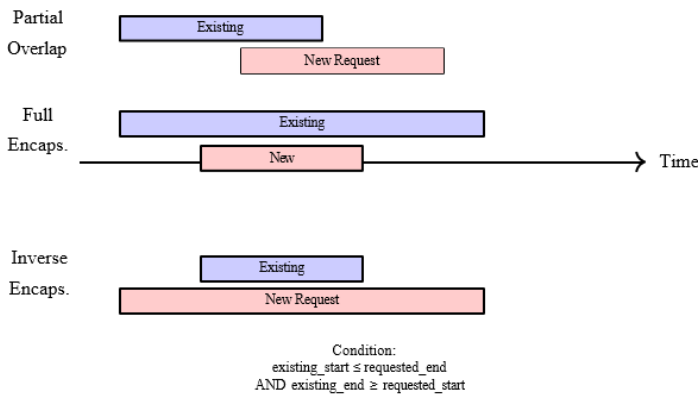 Partial
Overlap
Existing
New Request
Full
Encaps.
Existing
New
Time
Inverse
Encaps.
Existing
New Request
Condition:
existing_start ≤ requested_end
AND existing_end ≥ requested_start